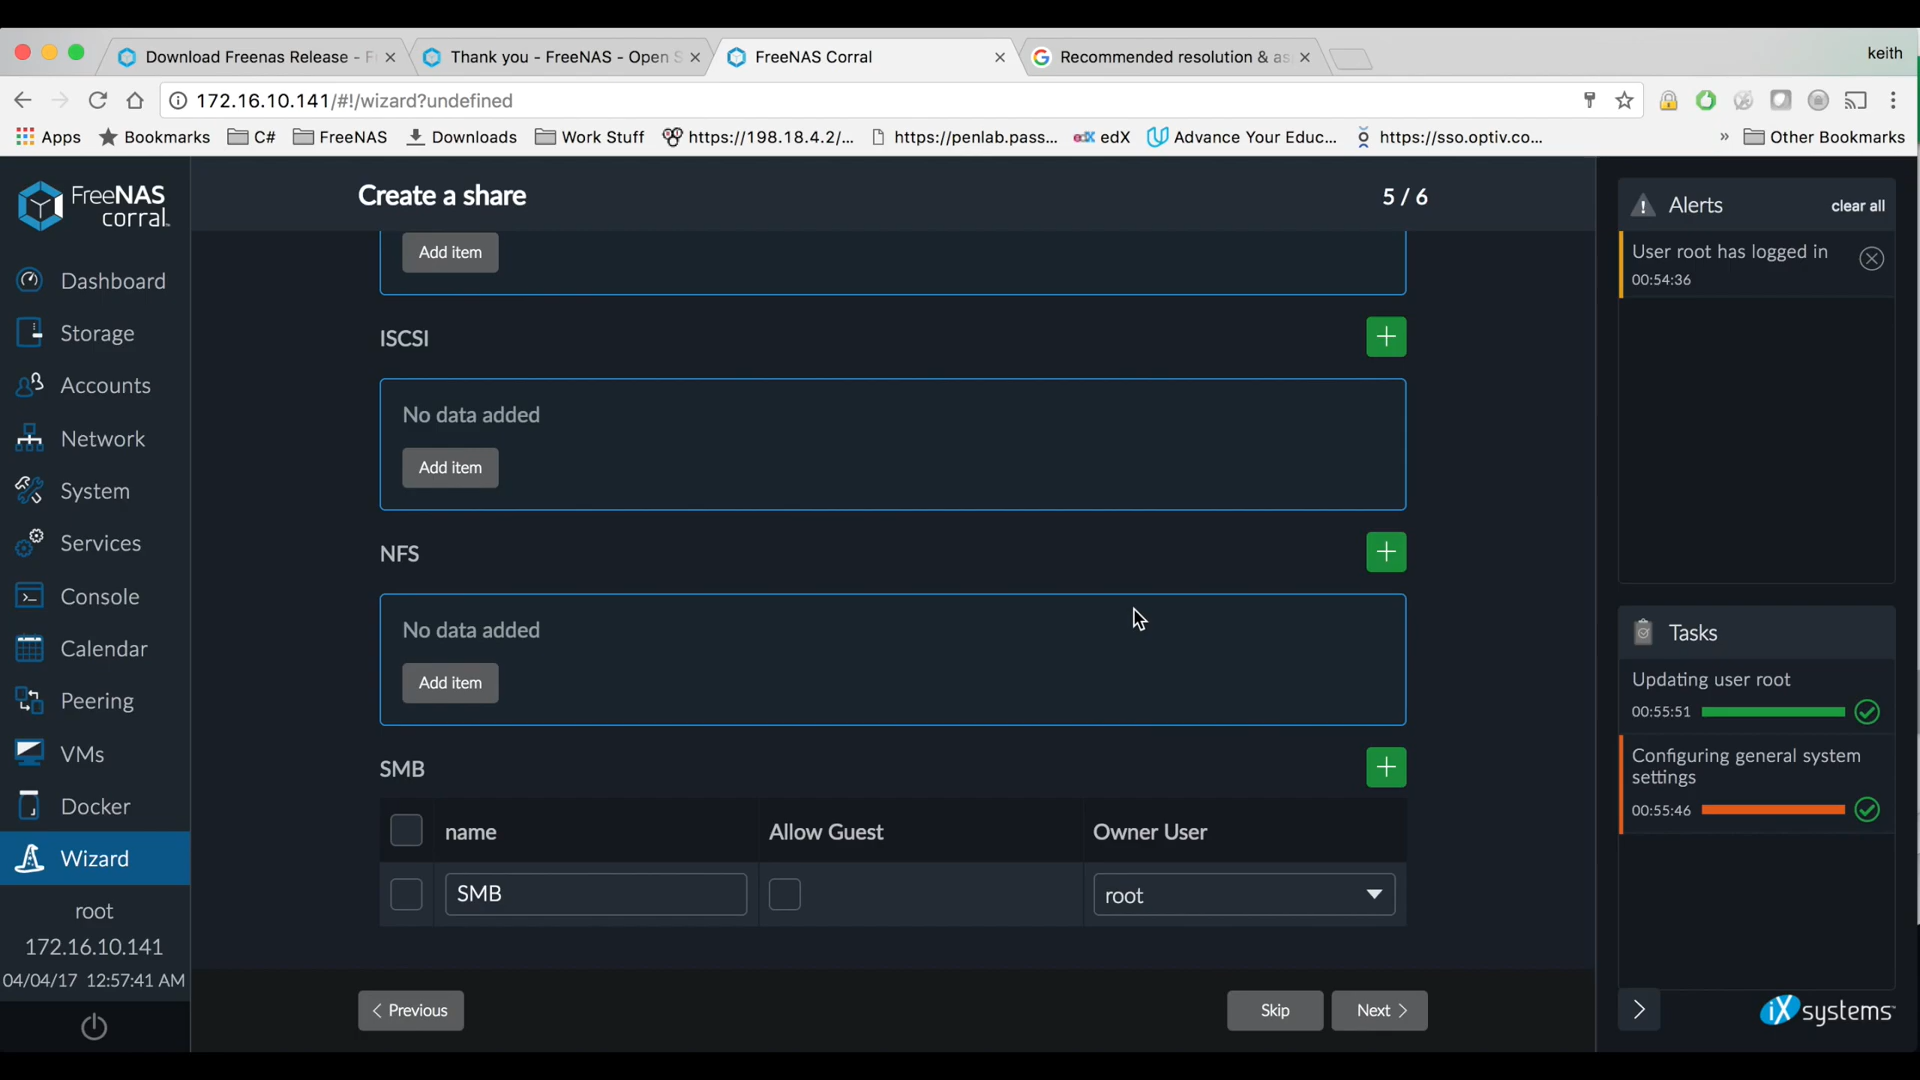 Download Freenas Release - F
Thank you - FreeNAS - Open S
FreeNAS Corral
Recommended resolution & as
keith
172.16.10.141/#!/wizard?undefined
Apps
Bookmarks
C#
FreeNAS
Downloads
Work Stuff
https://198.18.4.2/...
https://penlab.pass...
edX edX
Advance Your Educ...
https://sso.optiv.co...
» Other Bookmarks
FreeNAS
corral™
Dashboard
Storage
Accounts
Network
System
Services
Console
Calendar
Peering
VMs
Docker
Wizard
root
172.16.10.141
04/04/17 12:57:41 AM
Create a share
5 / 6
Add item
ISCSI
No data added
Add item
NFS
No data added
Add item
SMB
name
Allow Guest
Owner User
SMB
root
Previous
Skip
Next
Alerts
clear all
User root has logged in
00:54:36
Tasks
Updating user root
00:55:51
Configuring general system
settings
00:55:46
iXsystems™